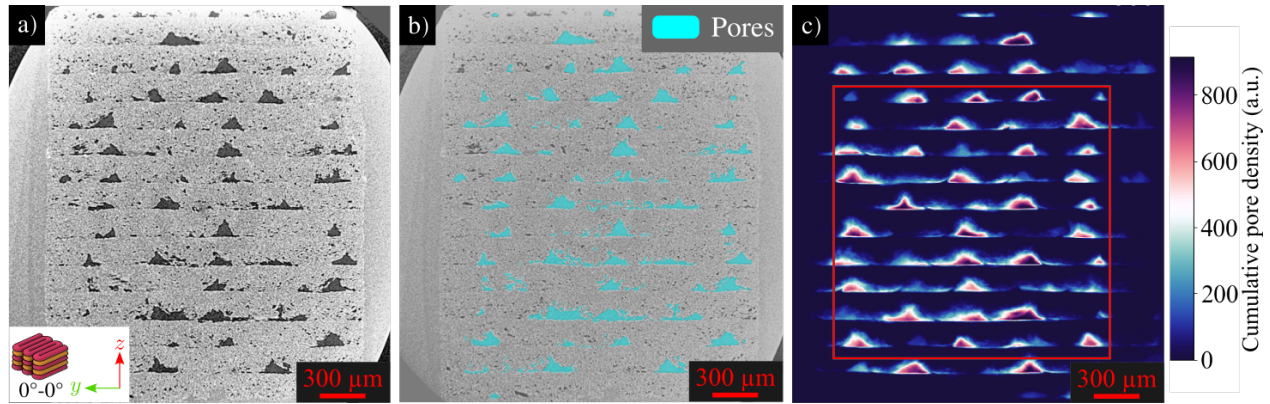 a)
0°-0°
z
y
300 µm
b)
Pores
300 µm
c)
300 µm
800
600
400
200
0
Cumulative pore density (a.u.)